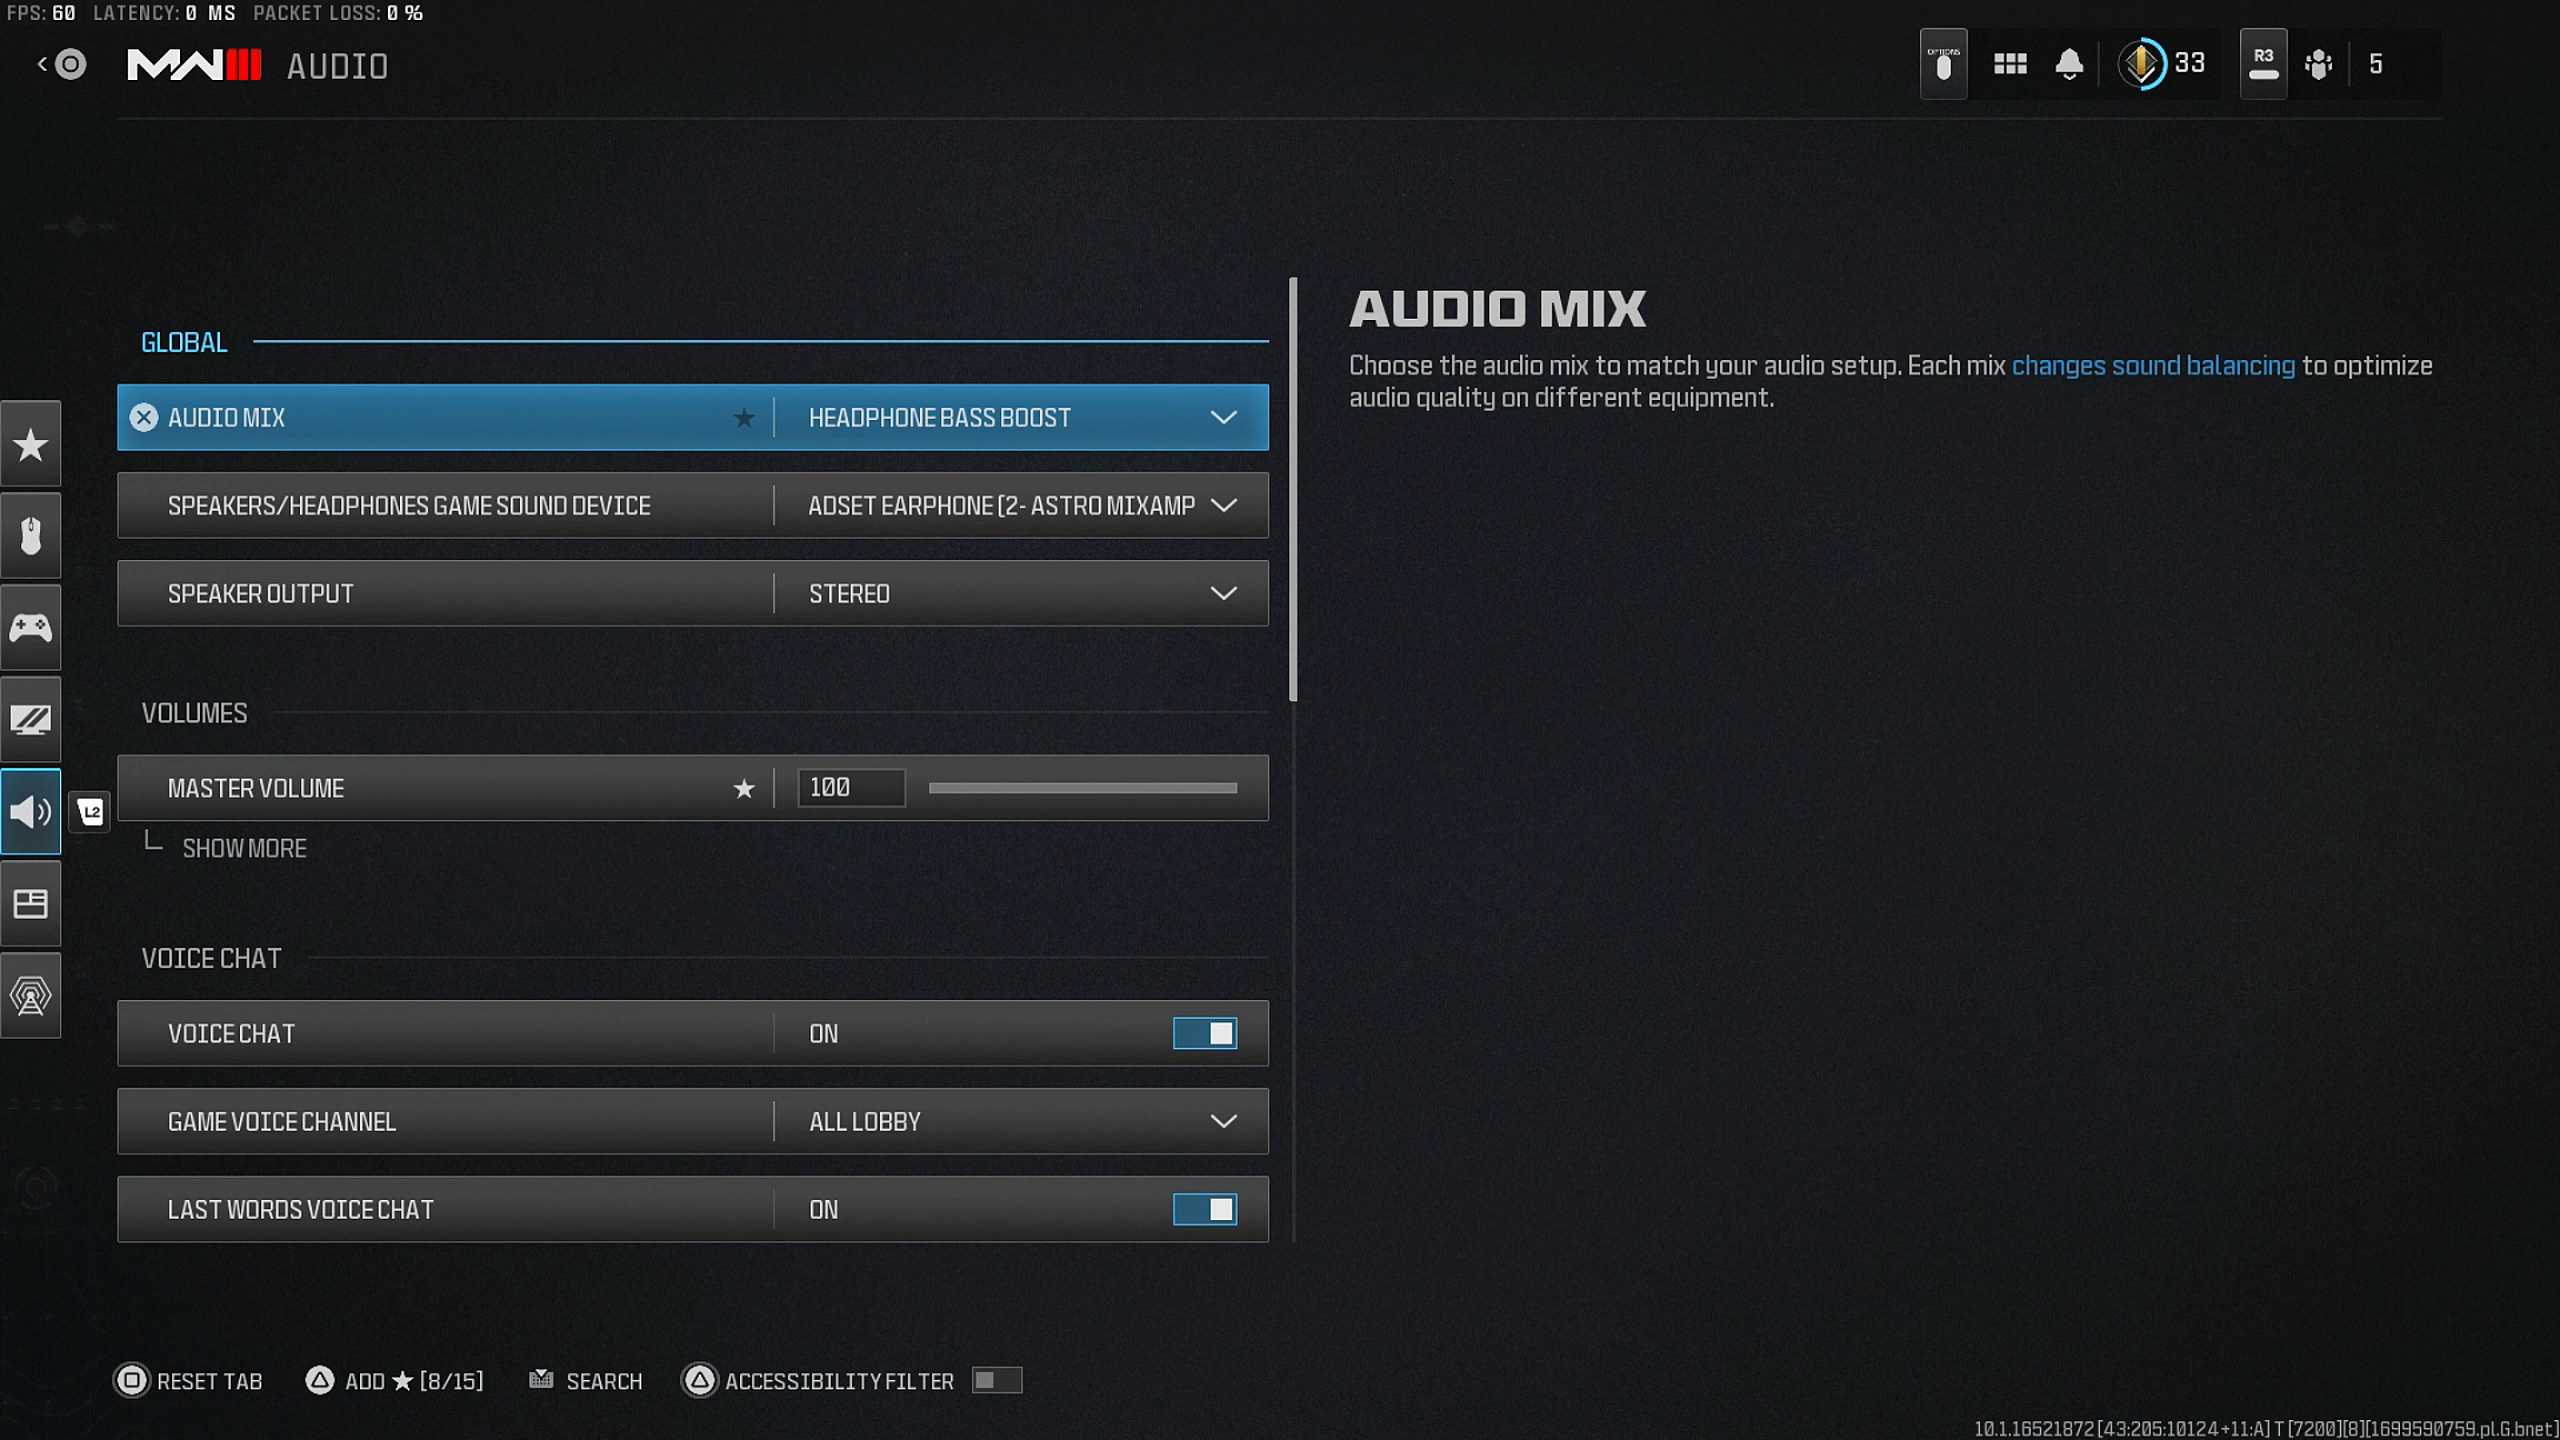 FPS: 60 LATENCY: 0 MS PACKET LOSS: 0 %
MWIII AUDIO
OPTIONS
33
R3
5
GLOBAL
AUDIO MIX
HEADPHONE BASS BOOST
SPEAKERS/HEADPHONES GAME SOUND DEVICE
ADSET EARPHONE (2- ASTRO MIXAMP
SPEAKER OUTPUT
STEREO
VOLUMES
MASTER VOLUME
100
L2
SHOW MORE
VOICE CHAT
VOICE CHAT
ON
GAME VOICE CHANNEL
ALL LOBBY
LAST WORDS VOICE CHAT
ON
AUDIO MIX
Choose the audio mix to match your audio setup. Each mix changes sound balancing to optimize
audio quality on different equipment.
RESET TAB ADD ★ [8/15] SEARCH ACCESSIBILITY FILTER
10.1.16521872 [43:205:10124+11:A] T [7200][8][1699590759.pl.G.bnet]